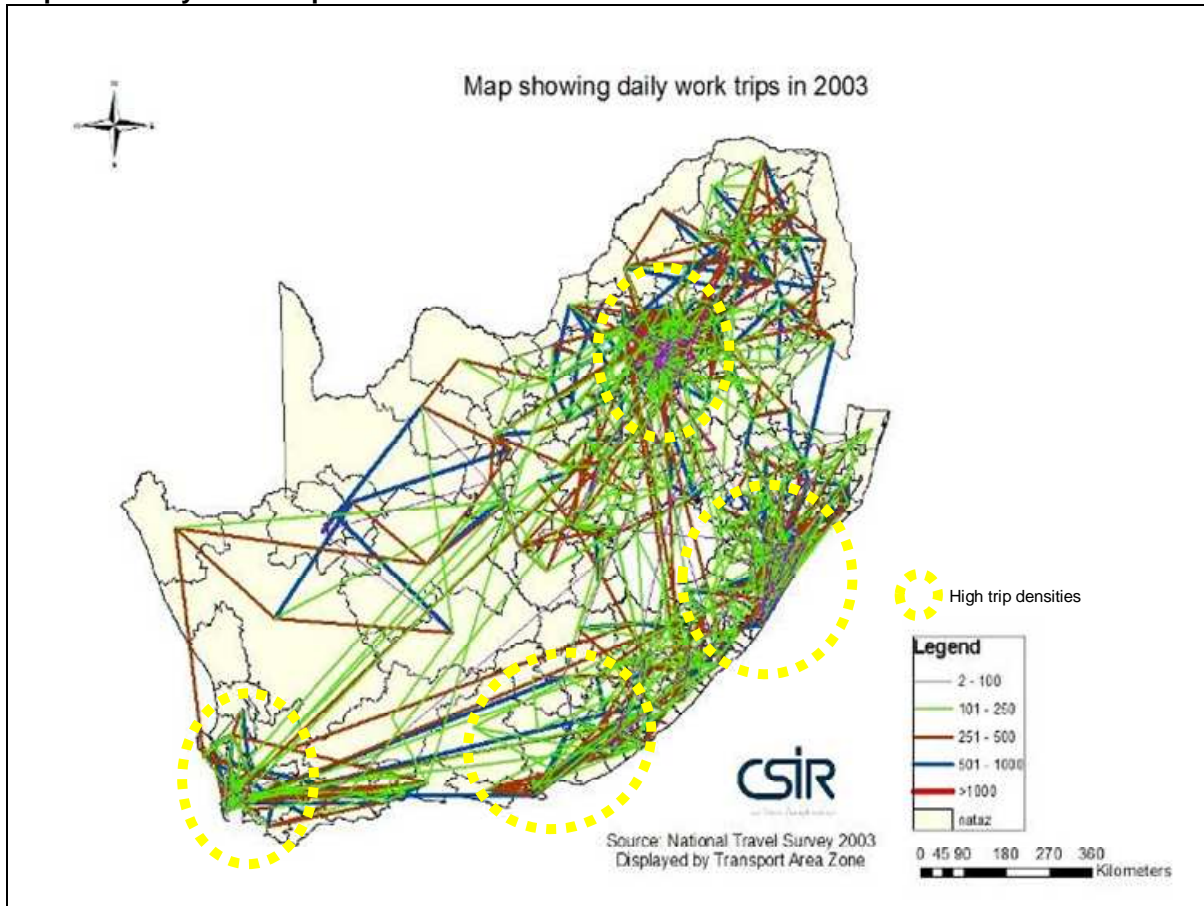 Map showing daily work trips in 2003
High trip densities
Legend
2 - 100
101 - 250
251 - 500
501 - 1000
>1000
nataz
CSIR
Source: National Travel Survey 2003
Displayed by Transport Area Zone
0 45 90 180 270 360
Kilometers